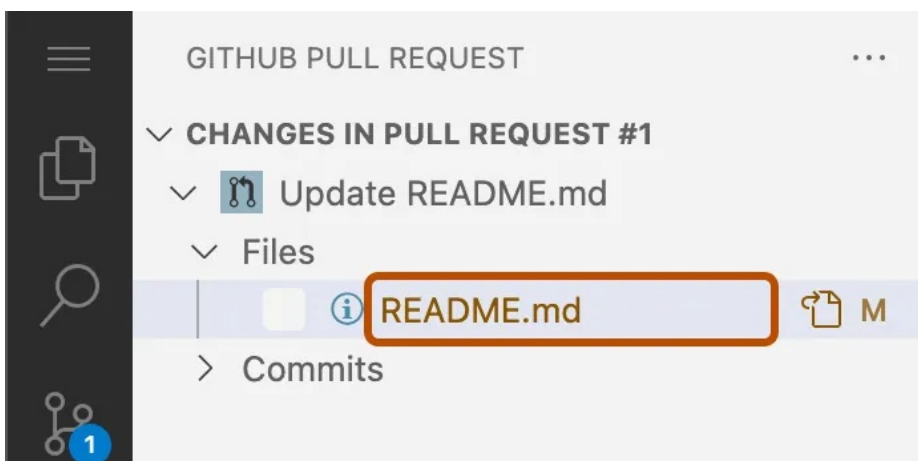 GITHUB PULL REQUEST ...
CHANGES IN PULL REQUEST #1
Update README.md
Files
README.md M
Commits
1